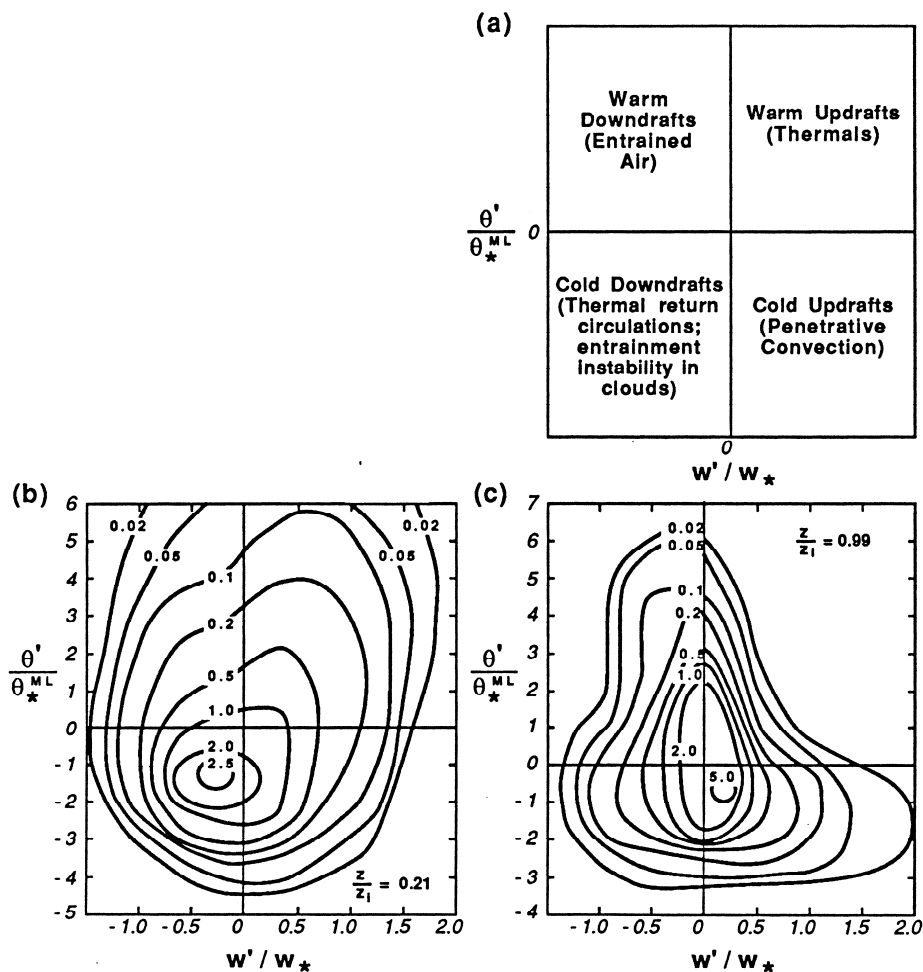 (a)
Warm
Downdrafts
(Entrained
Air)
Warm Updrafts
(Thermals)
θ'
θ*ᴹᴸ
0
Cold Downdrafts
(Thermal return
circulations;
entrainment
instability in
clouds)
Cold Updrafts
(Penetrative
Convection)
0
w' / w*
(b)
6
5
4
3
2
1
0
-1
-2
-3
-4
-5
θ'
θ*ᴹᴸ
0.02
0.05
0.1
0.2
0.5
1.0
2.0
2.5
0.02
0.05
z/zᵢ = 0.21
-1.0
-0.5
0
0.5
1.0
1.5
2.0
w' / w*
(c)
7
6
5
4
3
2
1
0
-1
-2
-3
-4
θ'
θ*ᴹᴸ
0.02
0.05
0.1
0.2
0.5
1.0
2.0
5.0
z/zᵢ = 0.99
-1.0
-0.5
0
0.5
1.0
1.5
2.0
w' / w*